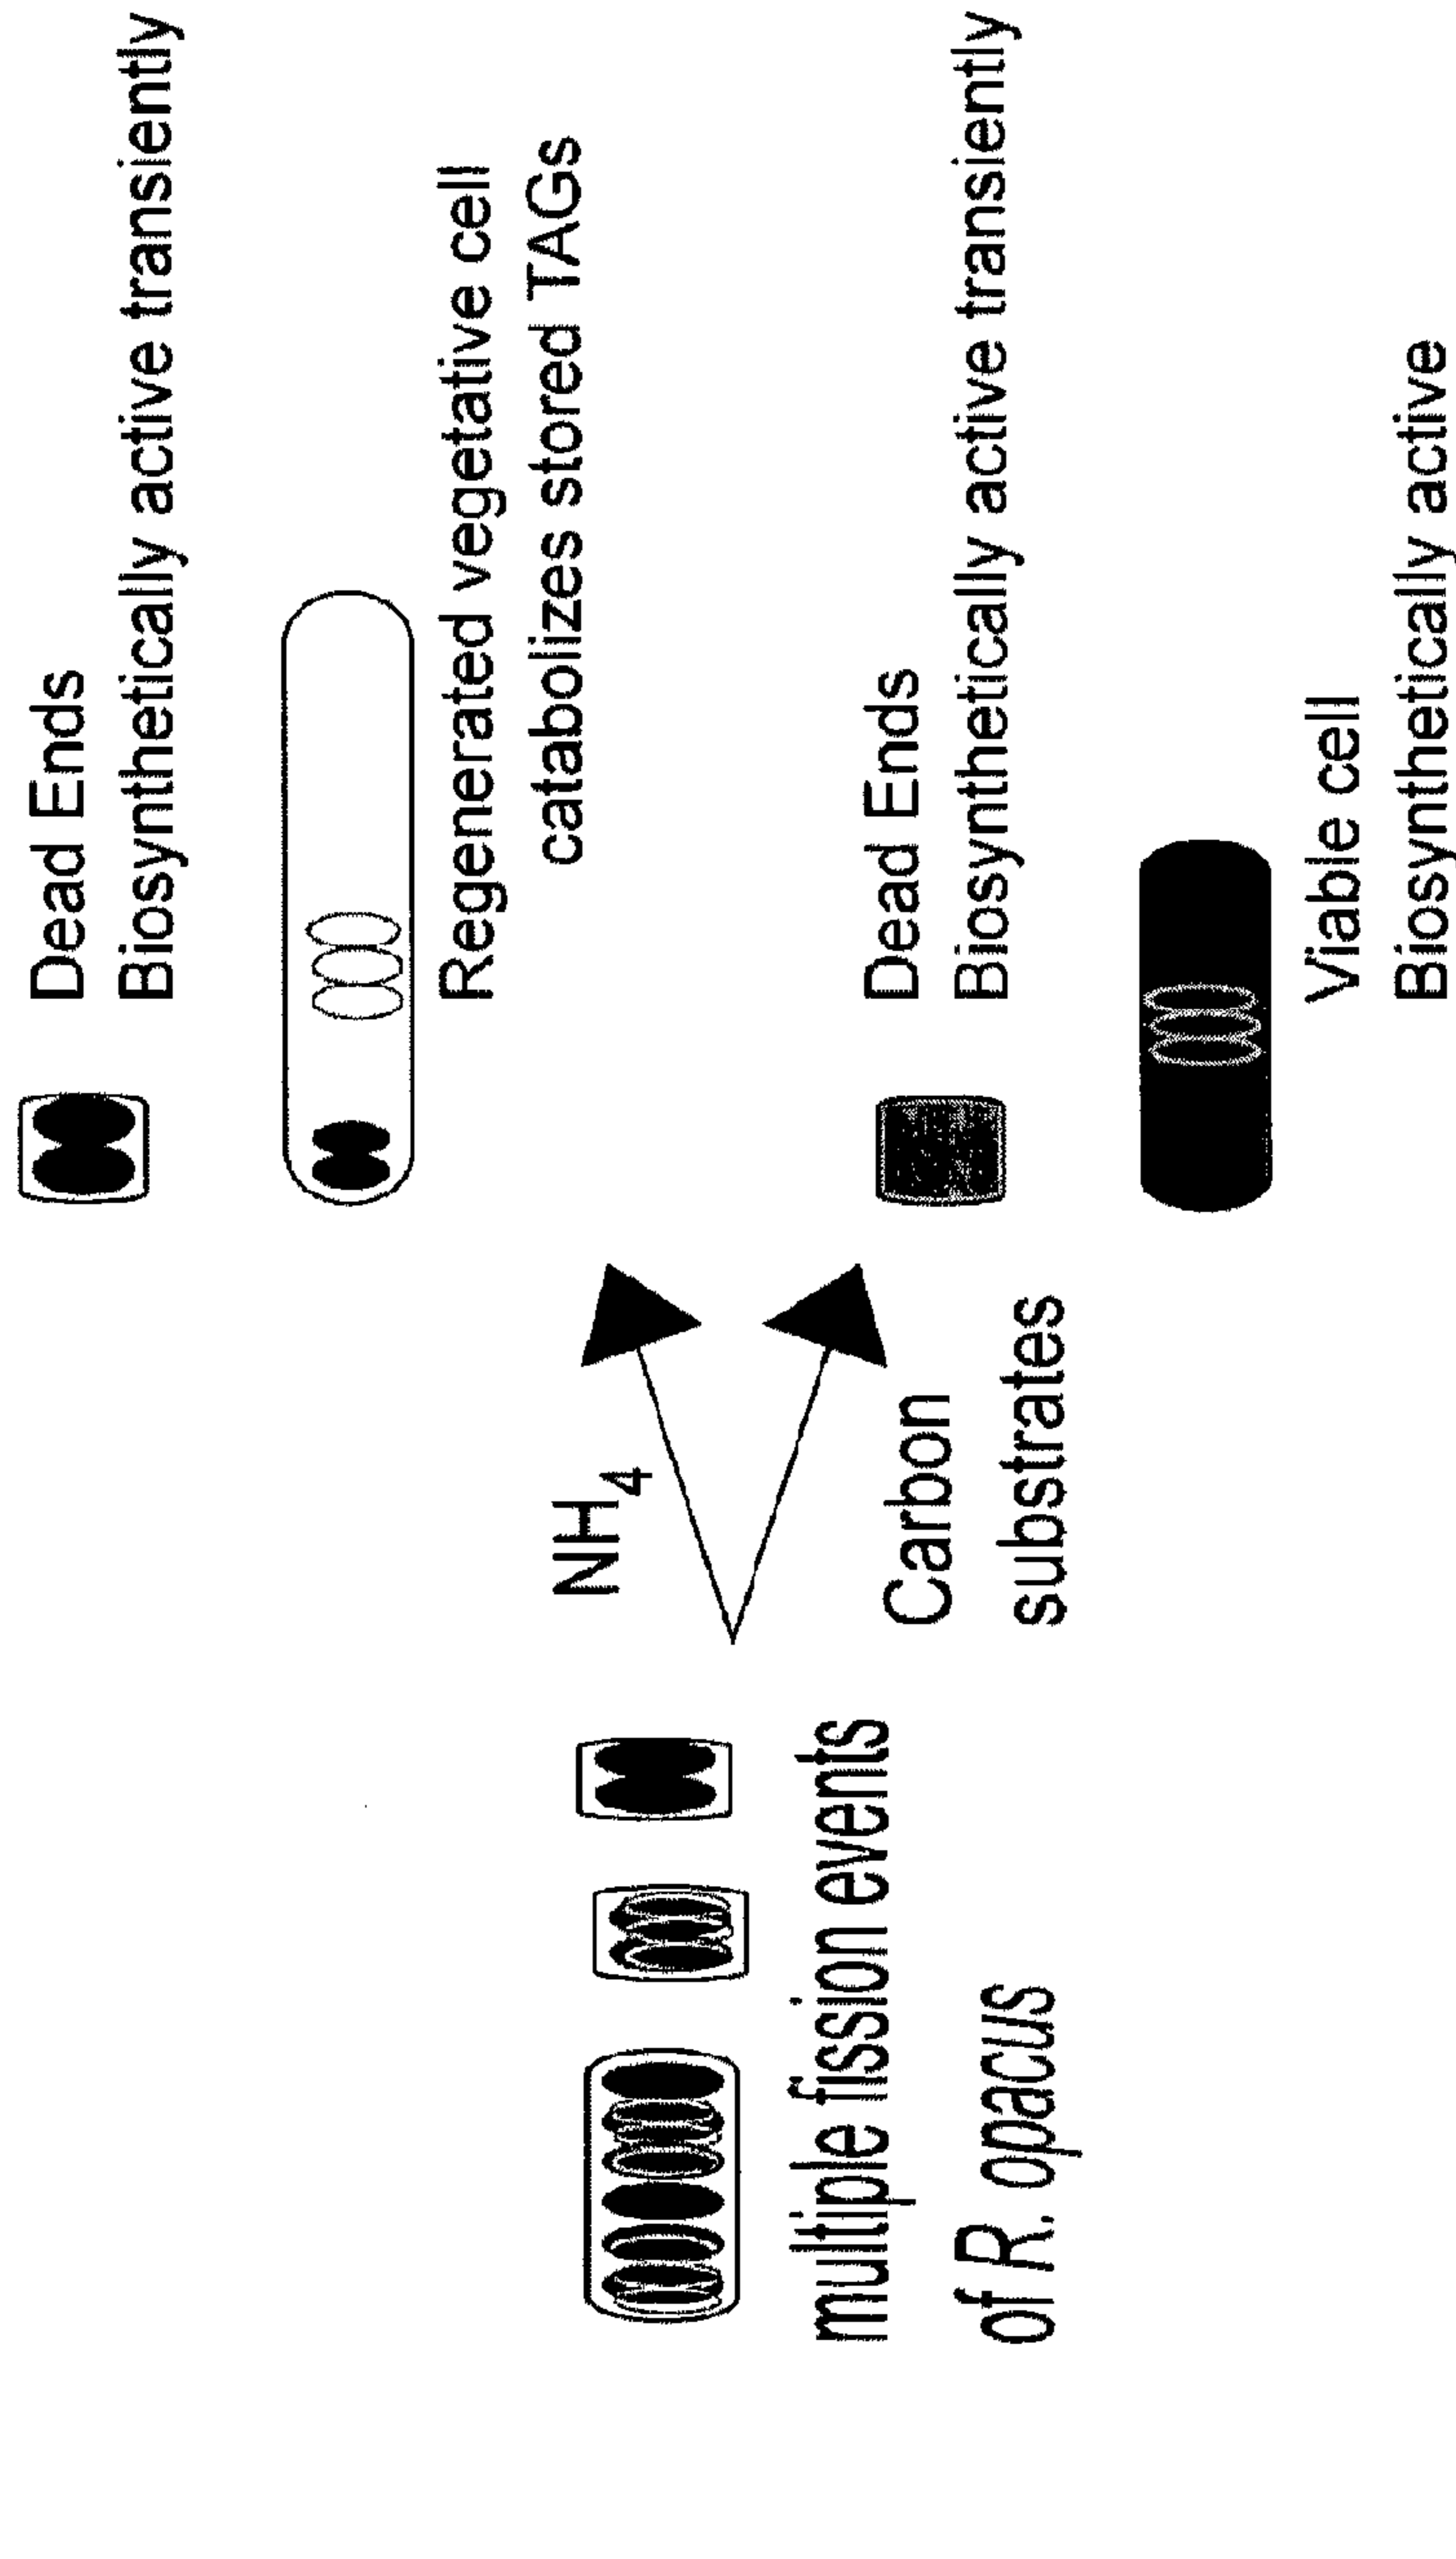 multiple fission events
of R. opacus
NH4
Carbon
substrates
Dead Ends
Biosynthetically active transiently
Regenerated vegetative cell
catabolizes stored TAGs
Dead Ends
Biosynthetically active transiently
Viable cell
Biosynthetically active